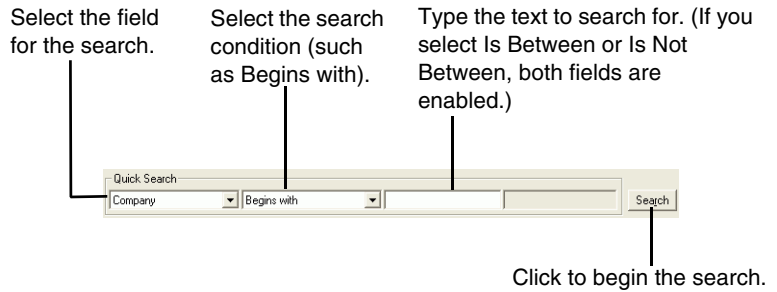 Select the field
for the search.
Select the search
condition (such
as Begins with).
Type the text to search for. (If you
select Is Between or Is Not
Between, both fields are
enabled.)
Quick Search
Company
Begins with
Search
Click to begin the search.